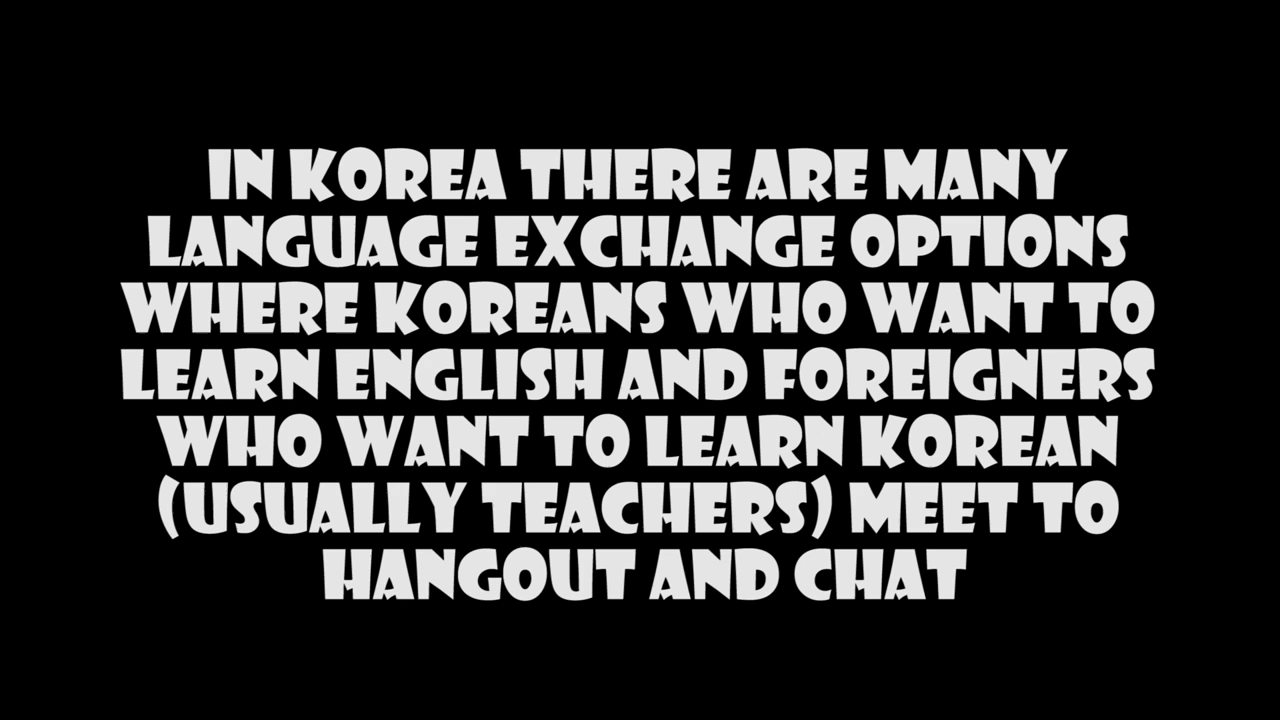 IN KOREA THERE ARE MANY
LANGUAGE EXCHANGE OPTIONS
WHERE KOREANS WHO WANT TO
LEARN ENGLISH AND FOREIGNERS
WHO WANT TO LEARN KOREAN
(USUALLY TEACHERS) MEET TO
HANGOUT AND CHAT